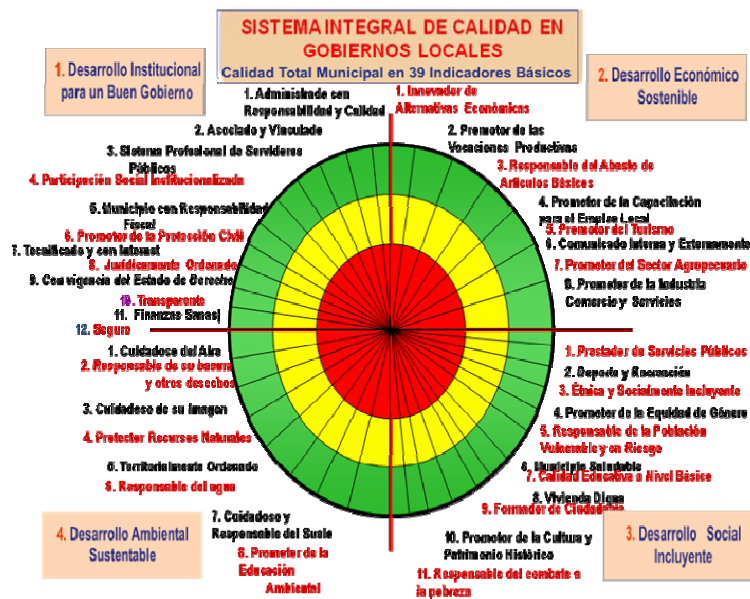 SISTEMA INTEGRAL DE CALIDAD EN
GOBIERNOS LOCALES
Calidad Total Municipal en 39 Indicadores Básicos
1. Desarrollo Institucional
para un Buen Gobierno
1. Administrado con
Responsabilidad y Calidad
2. Asociado y Vinculado
3. Sistema Profesional de Servidores
Públicos
4. Participación Social Institucionalizada
5. Municipio con Responsabilidad
Fiscal
6. Promotor de la Protección Civil
7. Tecnificado y con Internet
8. Jurídicamente Ordenado
9. Con vigencia del Estado de Derecho
10. Transparente
11. Finanzas Sanas
12. Seguro
2. Desarrollo Económico
Sostenible
1. Innovador de
Alternativas Económicas
2. Promotor de las
Vocaciones Productivas
3. Responsable del Abasto de
Artículos Básicos
4. Promotor de la Capacitación
para el Empleo Local
5. Promotor del Turismo
6. Comunicado Interna y Externamente
7. Promotor del Sector Agropecuario
8. Promotor de la Industria
Comercio y Servicios
1. Prestador de Servicios Públicos
2. Deporte y Recreación
3. Étnica y Socialmente Incluyente
4. Promotor de la Equidad de Género
5. Responsable de la Población
Vulnerable y en Riesgo
6. Municipio Saludable
7. Calidad Educativa a Nivel Básico
8. Vivienda Digna
9. Formador de Ciudadanía
10. Promotor de la Cultura y
Patrimonio Histórico
11. Responsable del combate a
la pobreza
3. Desarrollo Social
Incluyente
1. Cuidadoso del Aire
2. Responsable de su basura
y otros desechos
3. Cuidadoso de su Imagen
4. Protector Recursos Naturales
5. Territorialmente Ordenado
6. Responsable del agua
7. Cuidadoso y
Responsable del Suelo
8. Promotor de la
Educación
Ambiental
4. Desarrollo Ambiental
Sustentable